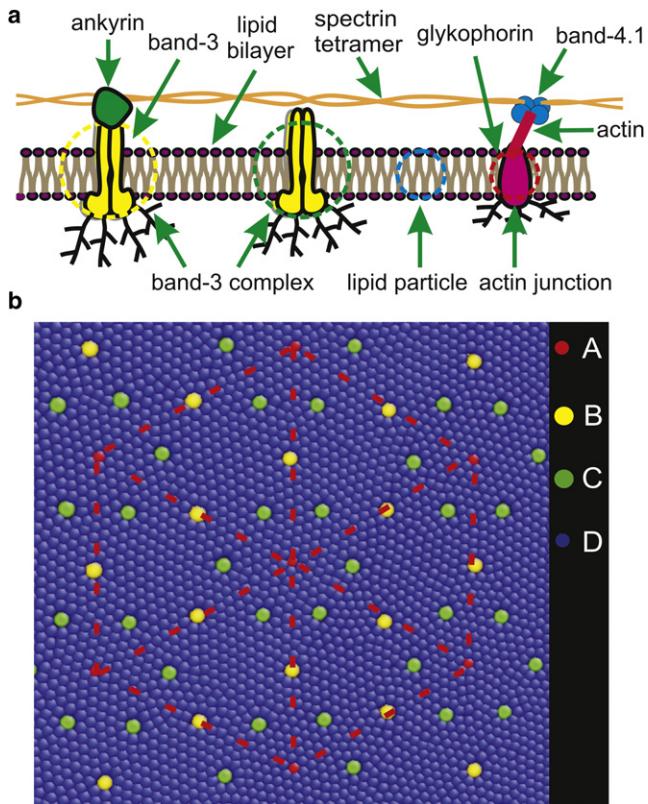 a
ankyrin
band-3
lipid
bilayer
spectrin
tetramer
glykophorin
band-4.1
actin
band-3 complex
lipid particle
actin junction
b
A
B
C
D